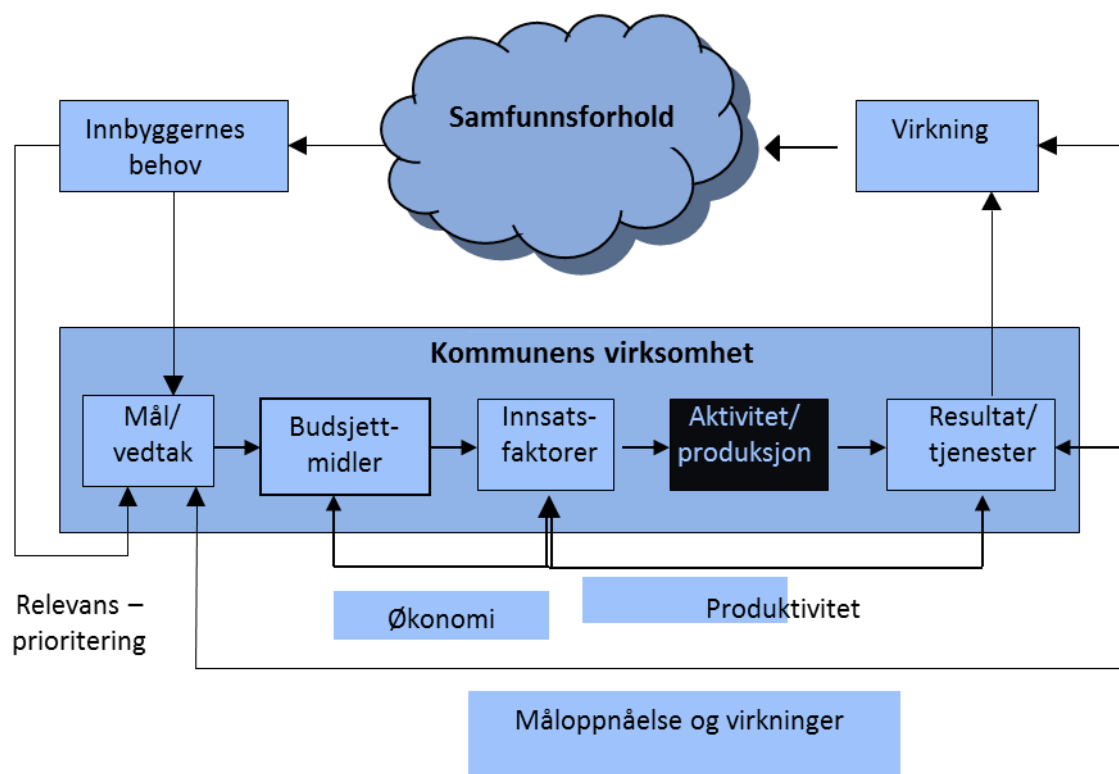 Samfunnsforhold
Innbyggernes
behov
Virkning
Kommunens virksomhet
Mål/
vedtak
Budsjett-
midler
Innsats-
faktorer
Aktivitet/
produksjon
Resultat/
tjenester
Relevans –
prioritering
Økonomi
Produktivitet
Måloppnåelse og virkninger